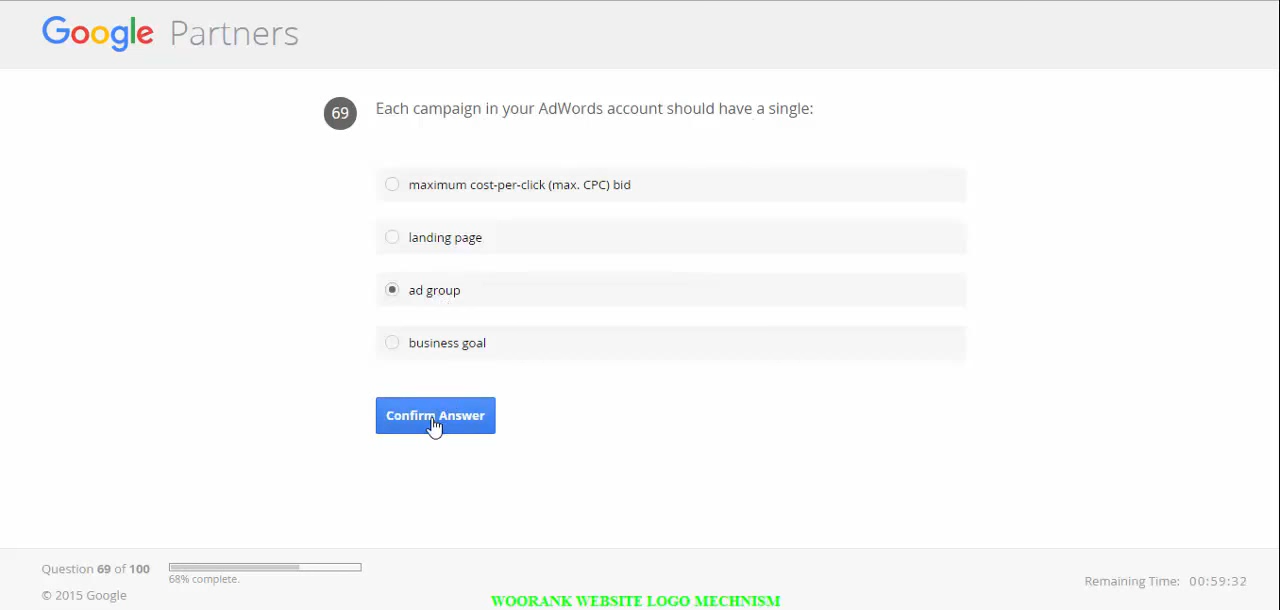 Google Partners
69 Each campaign in your AdWords account should have a single:
maximum cost-per-click (max. CPC) bid
landing page
ad group
business goal
Confirm Answer
Question 69 of 100
68% complete.
© 2015 Google
Remaining Time: 00:59:32
WOORANK WEBSITE LOGO MECHNISM